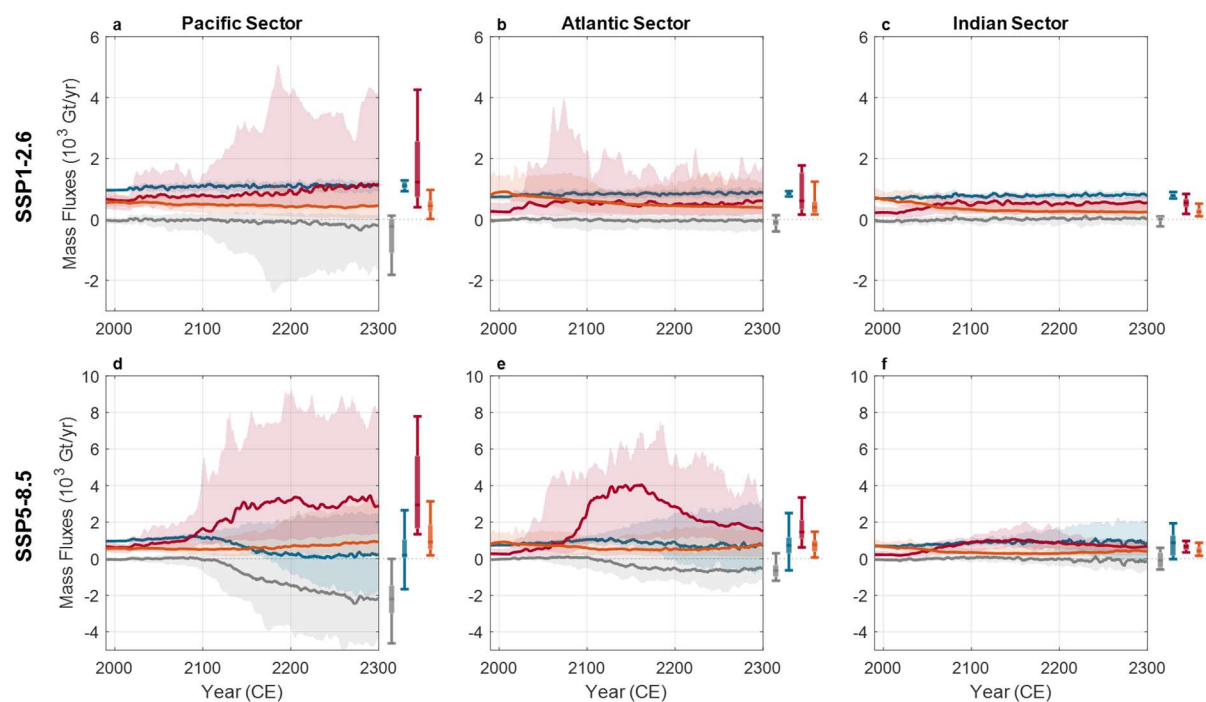 a Pacific Sector
b Atlantic Sector
c Indian Sector
SSP1-2.6
Mass Fluxes (10³ Gt/yr)
6
4
2
0
-2
2000 2100 2200 2300
6
4
2
0
-2
2000 2100 2200 2300
6
4
2
0
-2
2000 2100 2200 2300
d
e
f
SSP5-8.5
Mass Fluxes (10³ Gt/yr)
10
8
6
4
2
0
-2
-4
2000 2100 2200 2300
Year (CE)
10
8
6
4
2
0
-2
-4
2000 2100 2200 2300
Year (CE)
10
8
6
4
2
0
-2
-4
2000 2100 2200 2300
Year (CE)